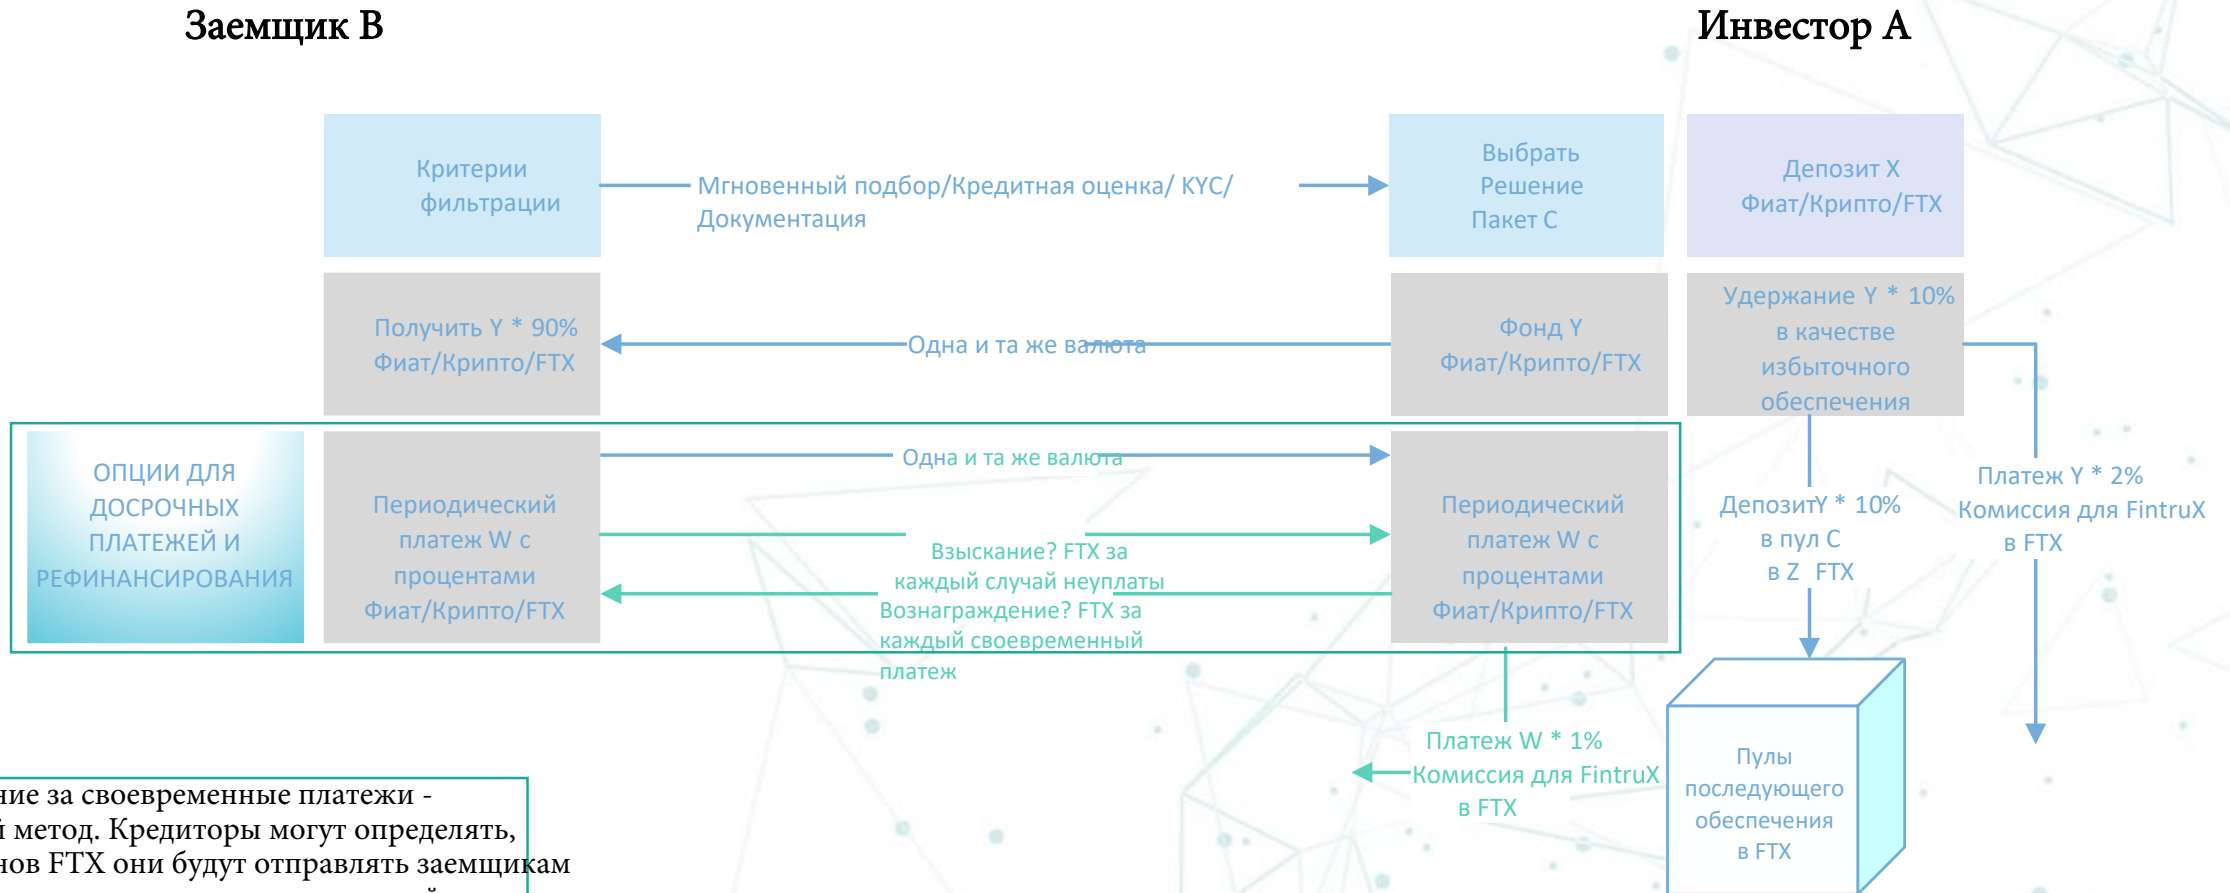 Заемщик В
Инвестор А
Критерии
фильтрации
Мгновенный подбор/Кредитная оценка/ KYC/
Документация
Выбрать
Решение
Пакет С
Депозит X
Фиат/Крипто/FTX
Получить Y * 90%
Фиат/Крипто/FTX
Одна и та же валюта
Фонд Y
Фиат/Крипто/FTX
Удержание Y * 10%
в качестве
избыточного
обеспечения
ОПЦИИ ДЛЯ
ДОСРОЧНЫХ
ПЛАТЕЖЕЙ И
РЕФИНАНСИРОВАНИЯ
Периодический
платеж W с
процентами
Фиат/Крипто/FTX
Одна и та же валюта
Взыскание? FTX за
каждый случай неуплаты
Вознаграждение? FTX за
каждый своевременный
платеж
Периодический
платеж W с
процентами
Фиат/Крипто/FTX
ДепозитY * 10%
в пул С
в Z FTX
Платеж Y * 2%
Комиссия для FintruX
в FTX
Платеж W * 1%
Комиссия для FintruX
в FTX
Пулы
последующего
обеспечения
в FTX
ние за своевременные платежи -
й метод. Кредиторы могут определять,
нов FTX они будут отправлять заемщикам